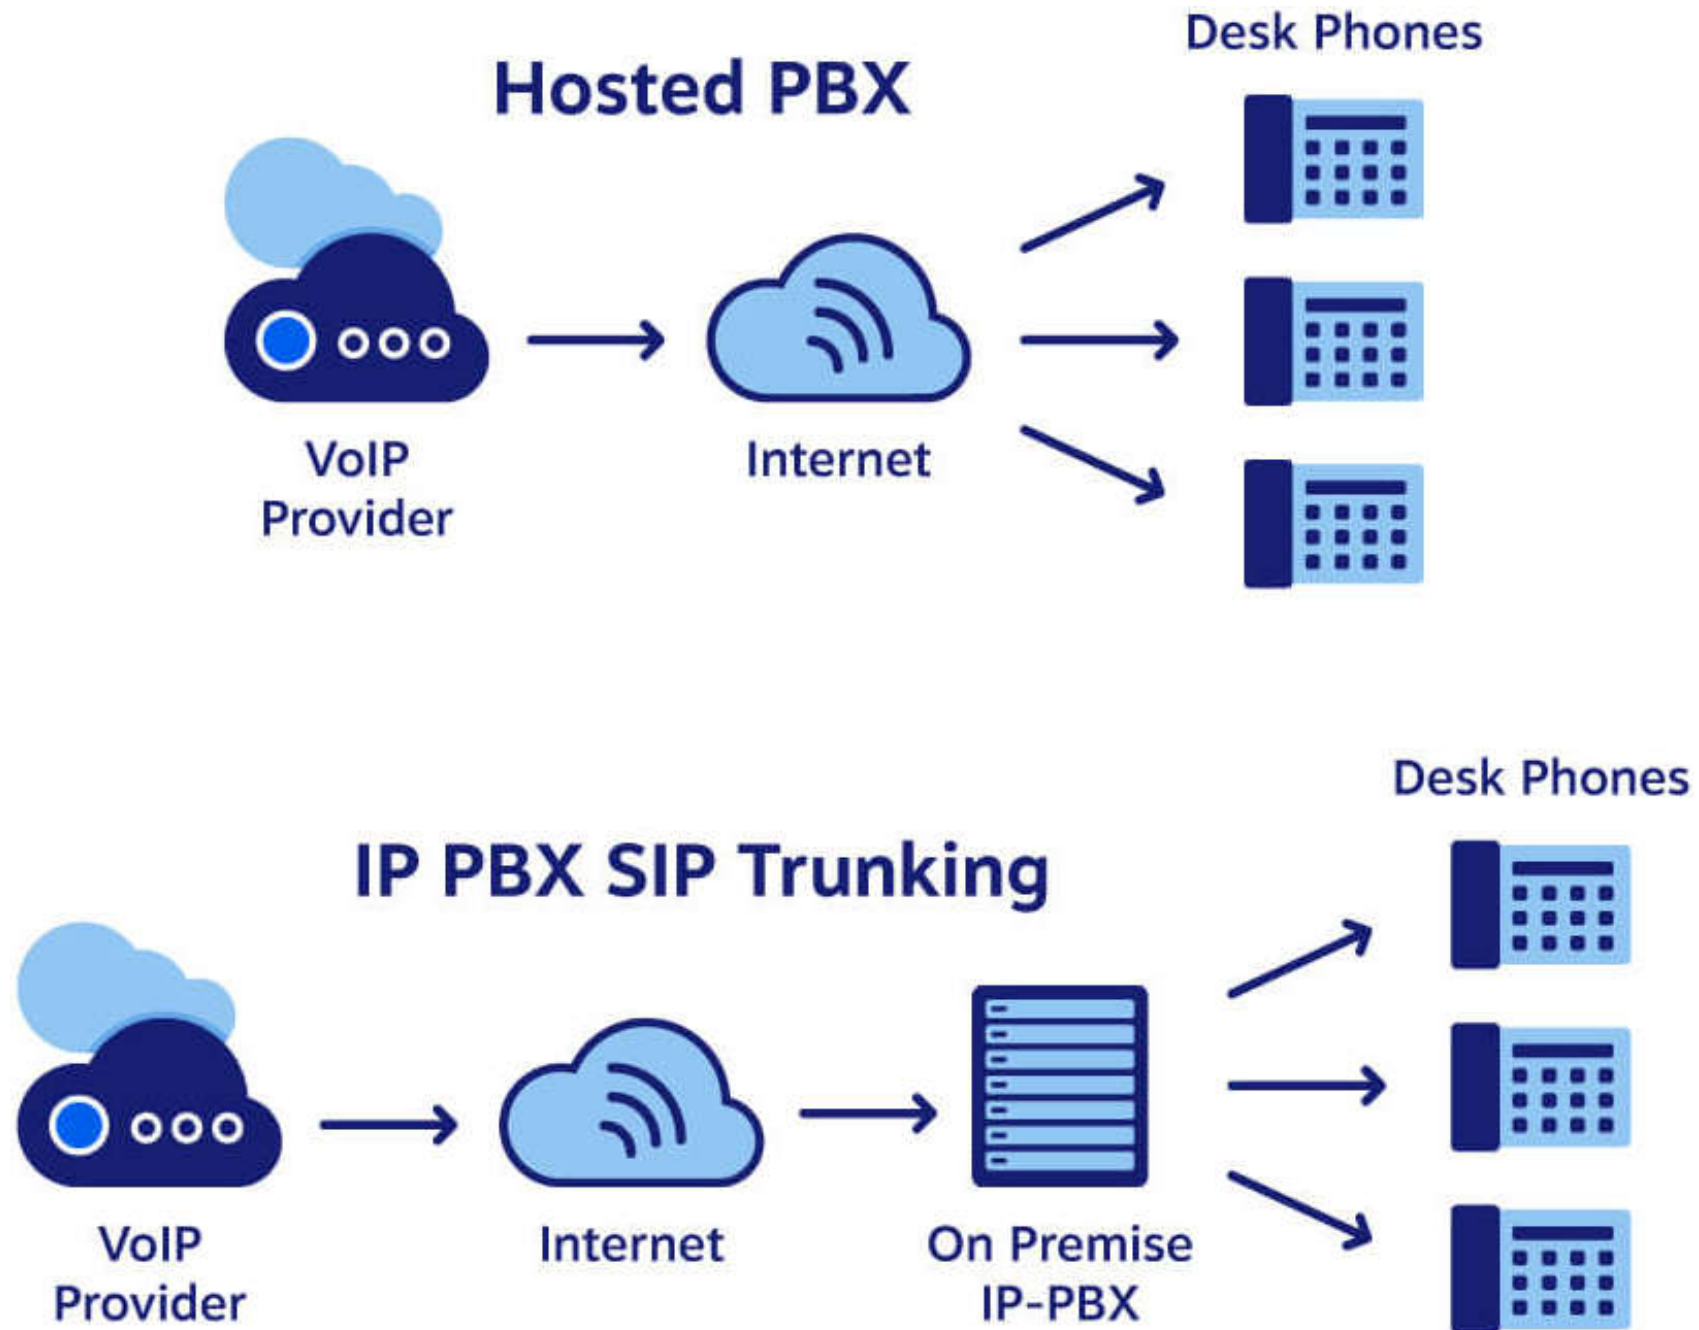 Desk Phones
Hosted PBX
VoIP
Provider
Internet
Desk Phones
IP PBX SIP Trunking
VoIP
Provider
Internet
On Premise
IP-PBX